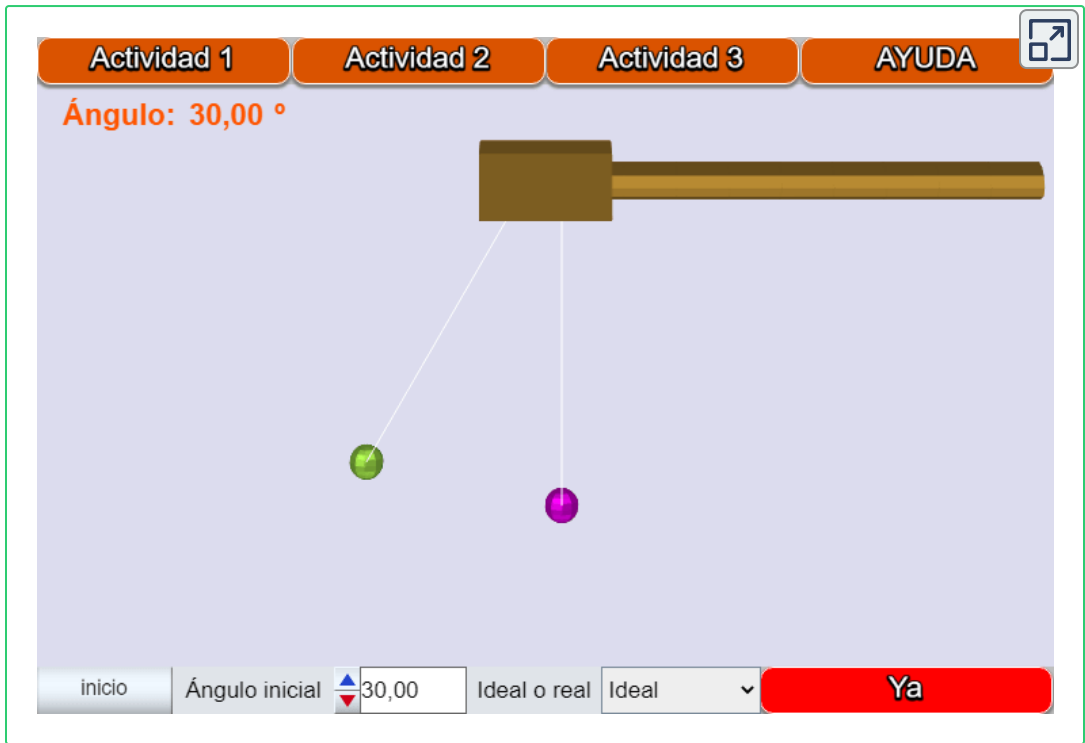 Actividad 1 Actividad 2 Actividad 3 AYUDA
Ángulo: 30,00 º
inicio Ángulo inicial 30,00 Ideal o real Ideal Ya